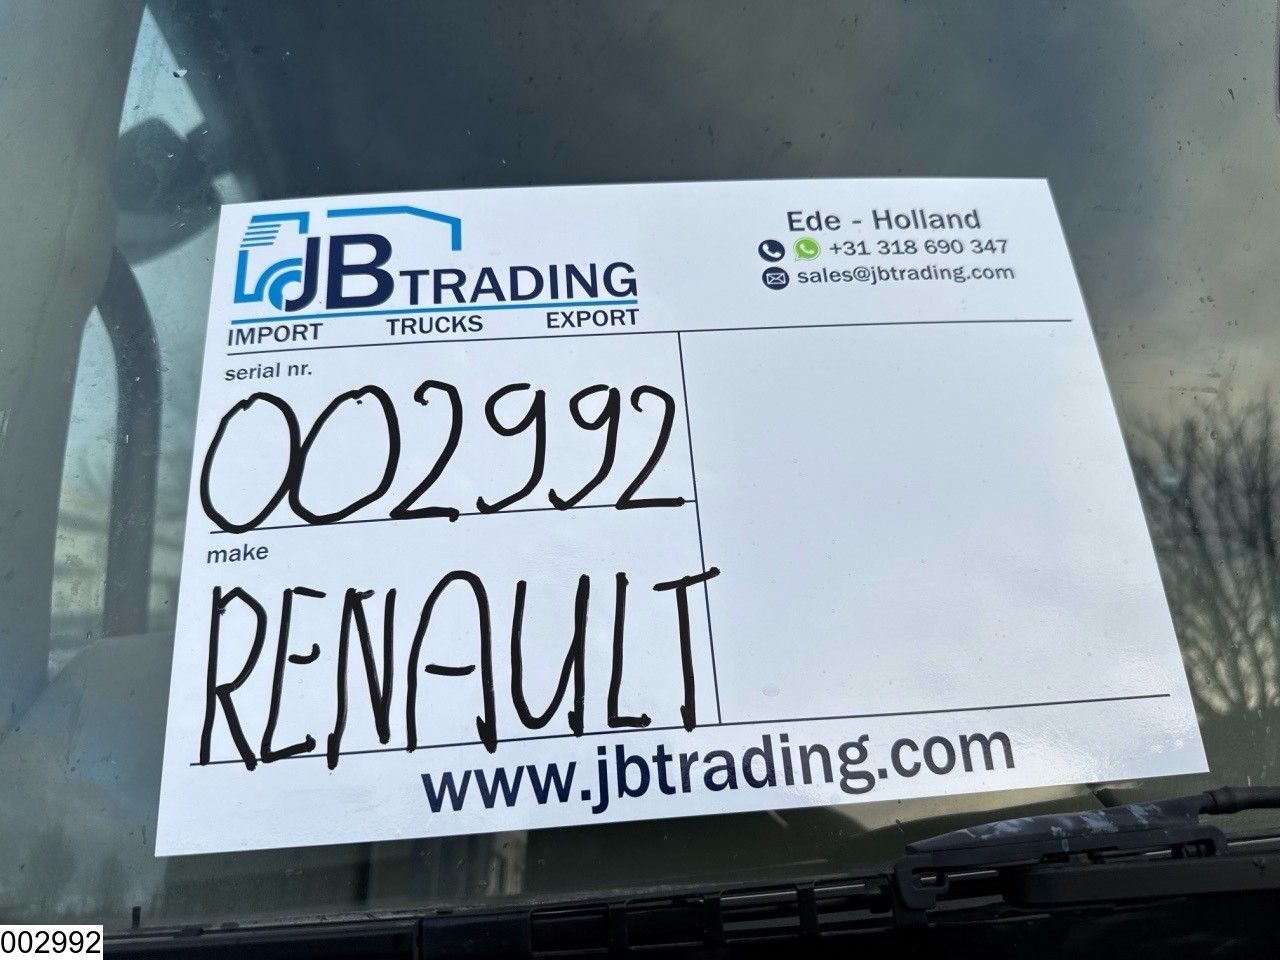 JB TRADING
IMPORT TRUCKS EXPORT
Ede - Holland
+31 318 690 347
sales@jbtrading.com
serial nr.
002992
make
RENAULT
www.jbtrading.com
002992